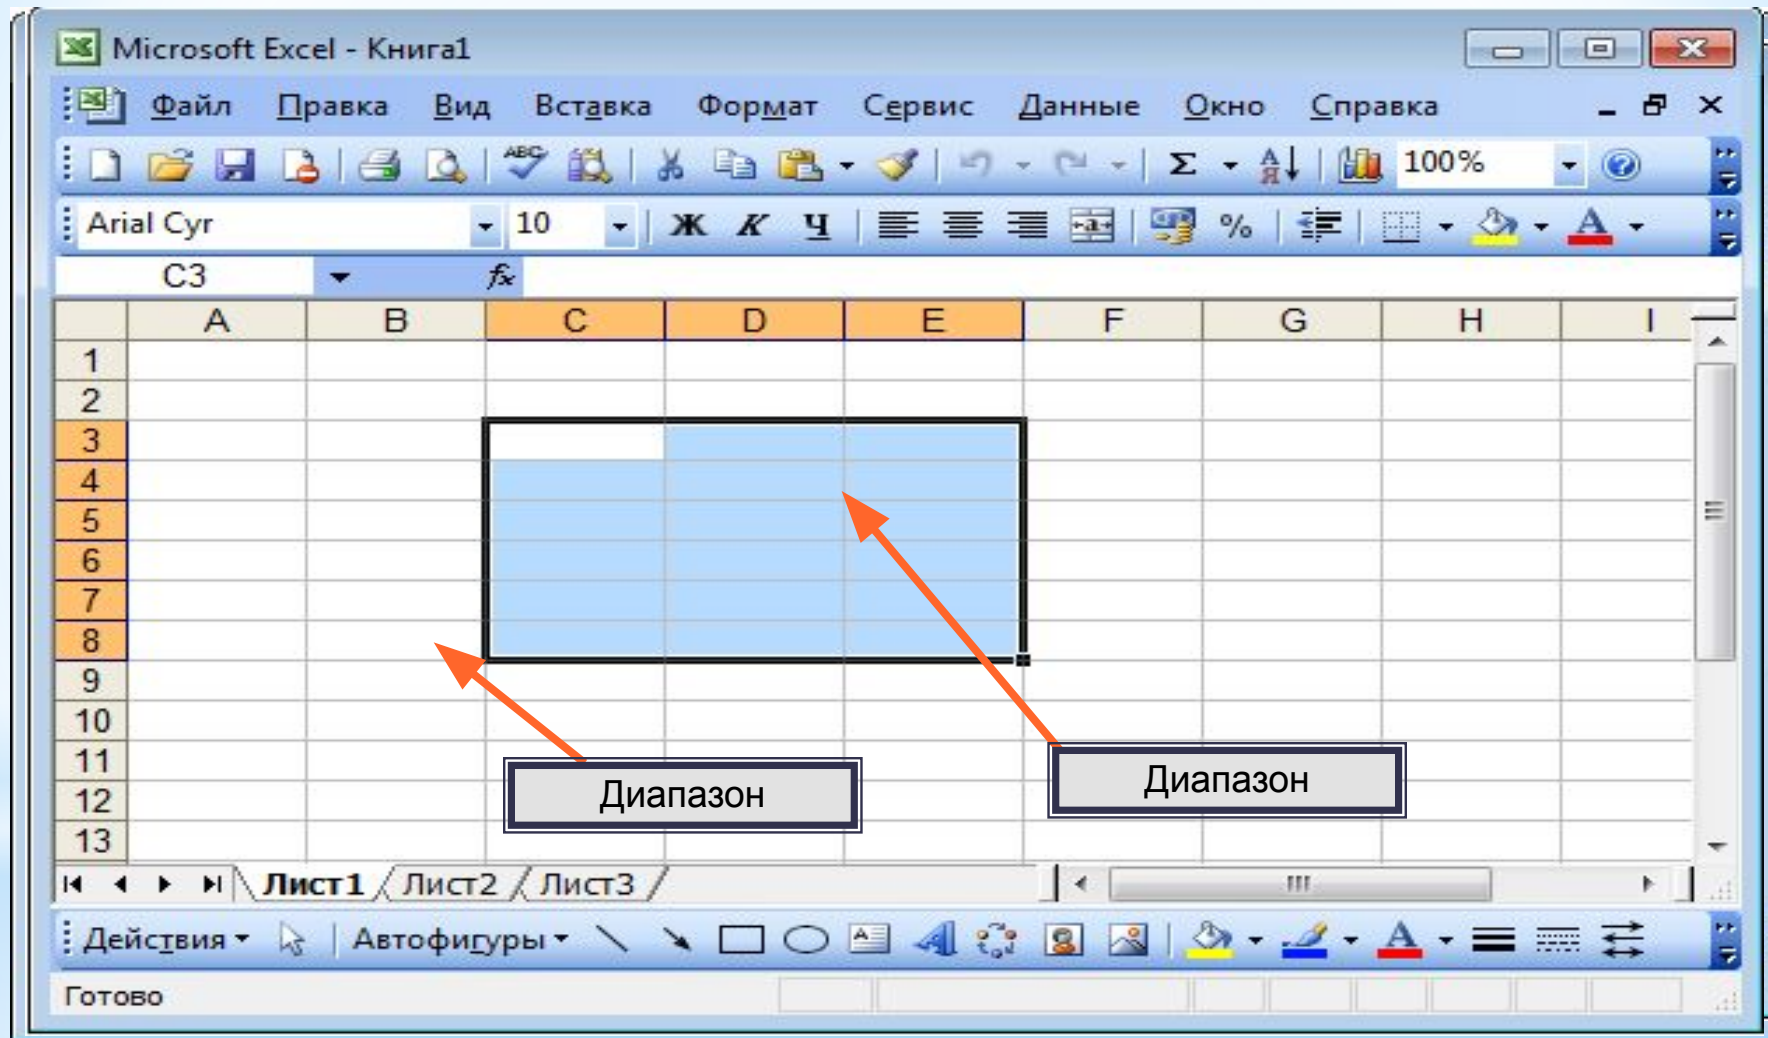 Microsoft Excel - Книга1
Файл Правка Вид Вставка Формат Сервис Данные Окно Справка
ABC Σ А Я 100% ?
Arial Cyr 10 Ж К Ч a % A
C3 fx
A B C D E F G H I
1
2
3
4
5
6
7
8
9
10
11
12
13
Диапазон
Диапазон
Лист1 Лист2 Лист3
Действия Автофигуры A A A
Готово